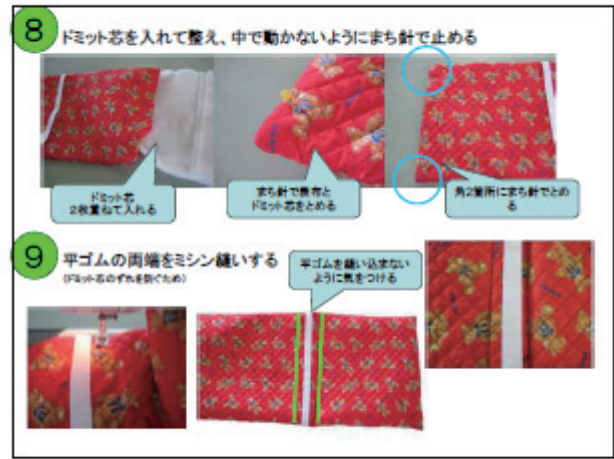 8 ドミット芯を入れて整え、中で動かないようにまち針で止める
ドミット芯
2枚重ねて入れる
まち針で表布と
ドミット芯をとめる
角2箇所にまち針でとめ
る
9 平ゴムの両端をミシン縫いする
(ドミット芯のずれを防ぐため)
平ゴムを縫い込まない
ように気をつける